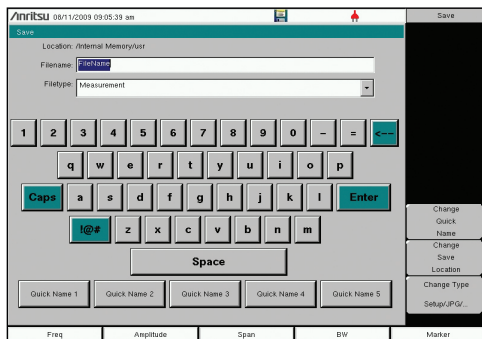 /Inritsu 06/11/2009 09:05:39 am
Save
Save
Location: /Internal Memory/usr
Filename: FileName
Filetype: Measurement
1 2 3 4 5 6 7 8 9 0 - = <--
q w e r t y u i o p
Caps a s d f g h j k l Enter
!@# z x c v b n m
Space
Quick Name 1 Quick Name 2 Quick Name 3 Quick Name 4 Quick Name 5
Change
Quick
Name
Change
Save
Location
Change Type
Setup/JPG/...
Freq Amplitude Span BW Marker